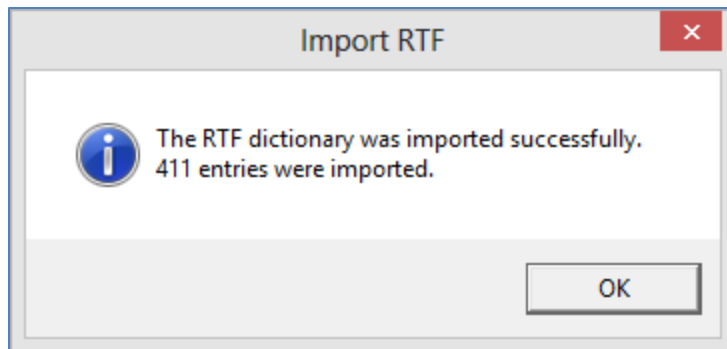 Import RTF
The RTF dictionary was imported successfully.
411 entries were imported.
OK